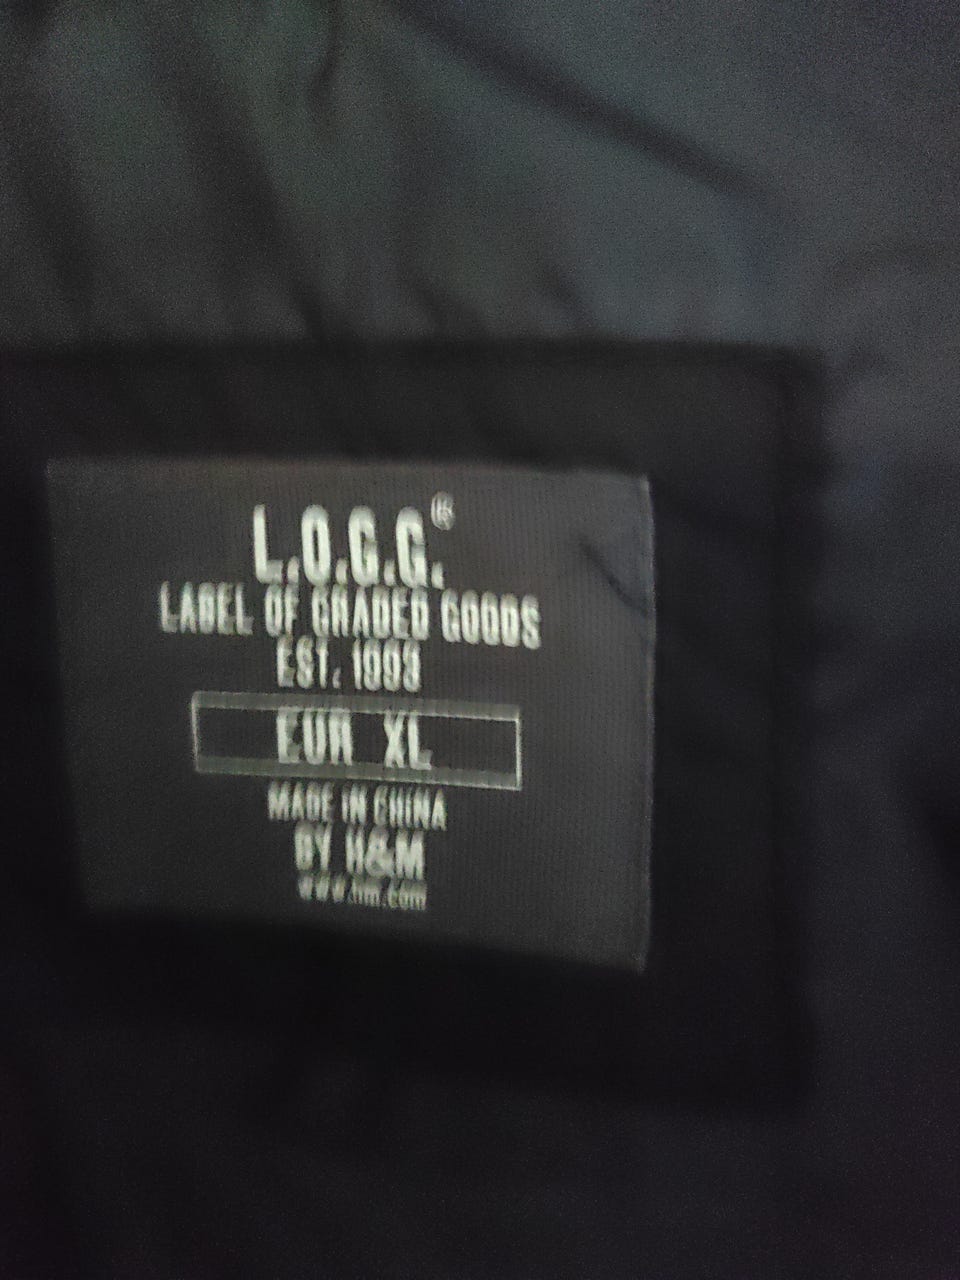 L.O.G.G.®
LABEL OF GRADED GOODS
EST. 1993
EUR XL
MADE IN CHINA
BY H&M
www.hm.com